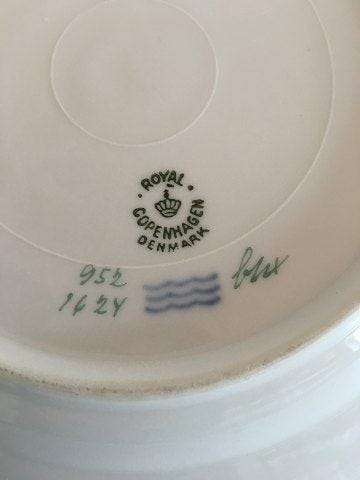 ROYAL
COPENHAGEN
DENMARK
952
1624